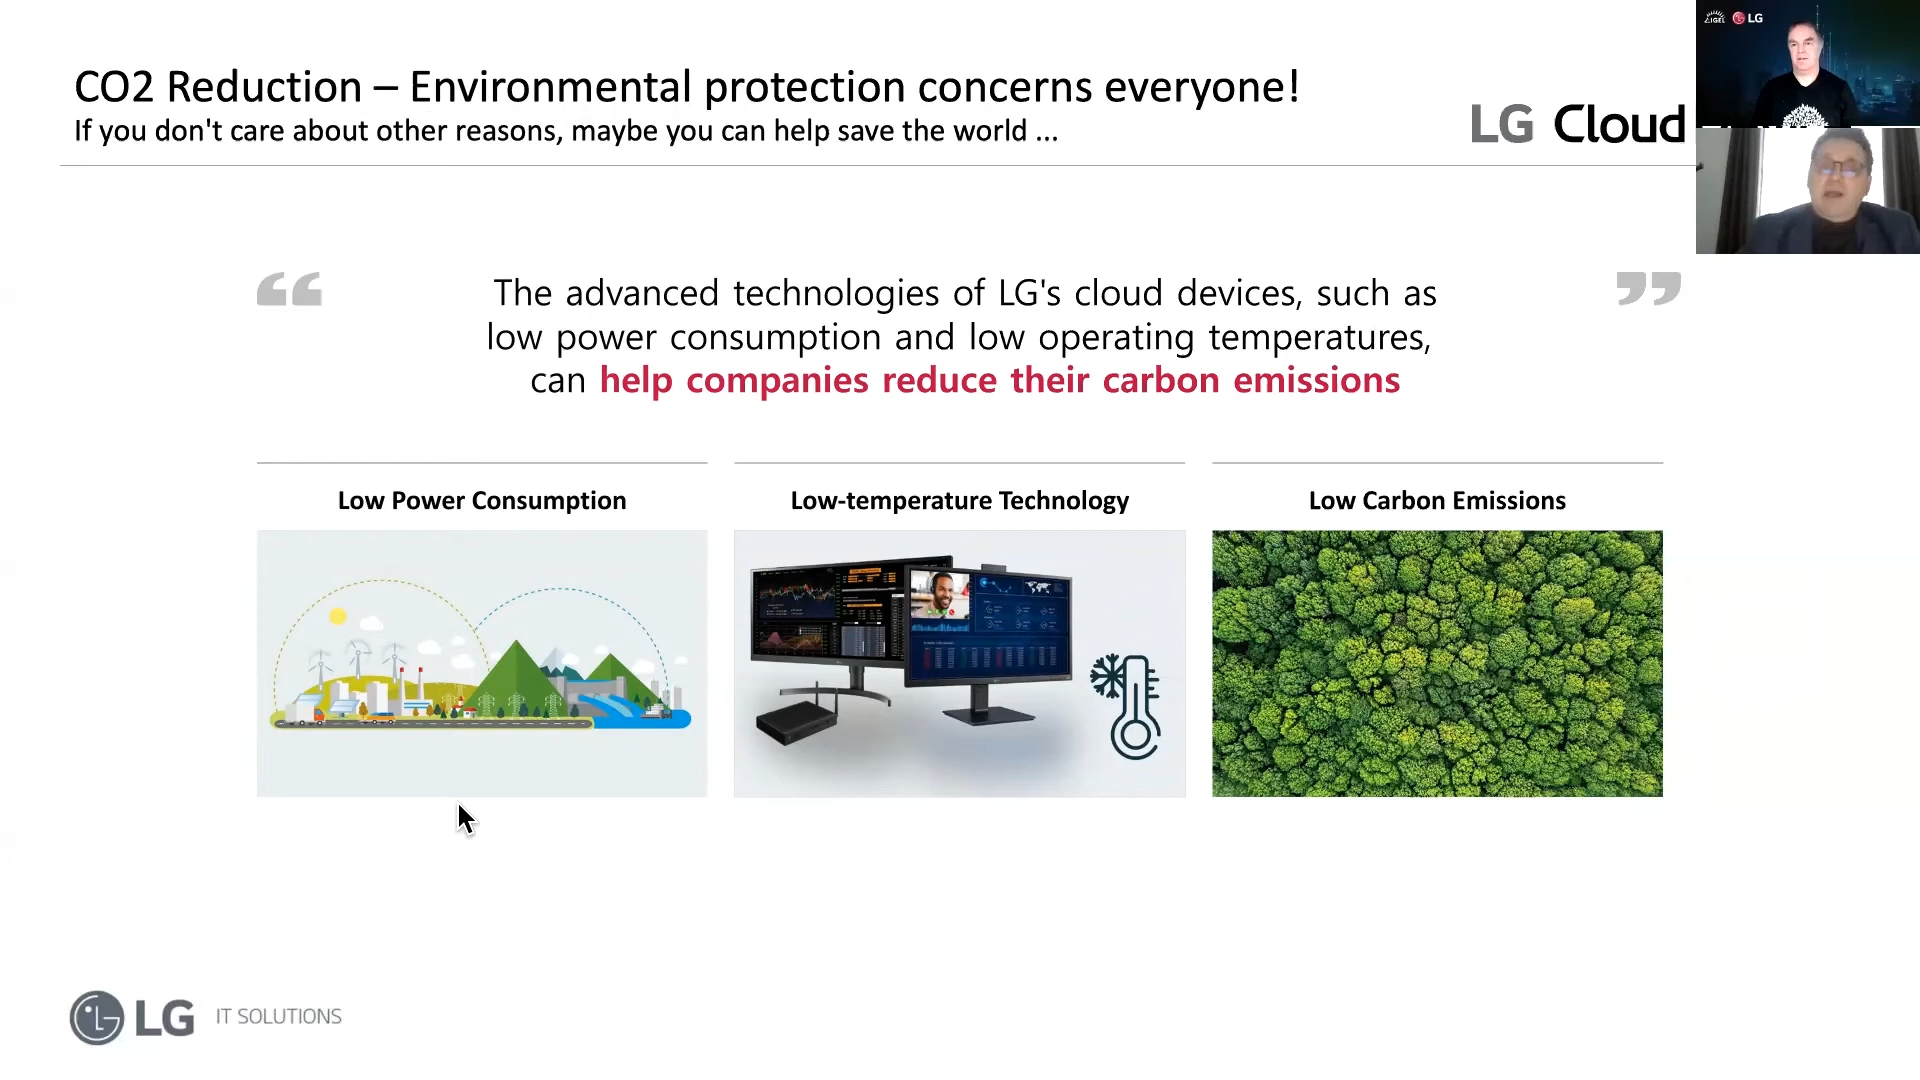 CO2 Reduction – Environmental protection concerns everyone!
If you don't care about other reasons, maybe you can help save the world ...
LG Cloud
IGEL LG
“ ”
The advanced technologies of LG's cloud devices, such as
low power consumption and low operating temperatures,
can help companies reduce their carbon emissions
Low Power Consumption
Low-temperature Technology
Low Carbon Emissions
LG IT SOLUTIONS